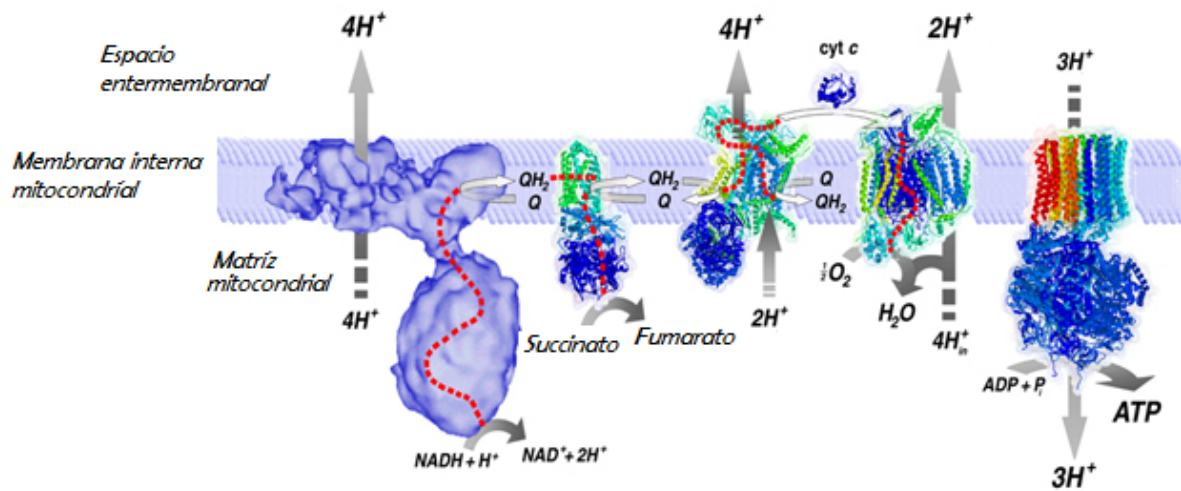 4H⁺
4H⁺
cyt c
2H⁺
3H⁺
Espacio
entermembranal
Membrana interna
mitocondríal
QH₂
Q
QH₂
Q
Q
QH₂
Matríz
mitocondrial
4H⁺
Succinato
Fumarato
2H⁺
½O₂
H₂O
4H⁺in
ADP + Pi
ATP
NADH + H⁺
NAD⁺ + 2H⁺
3H⁺